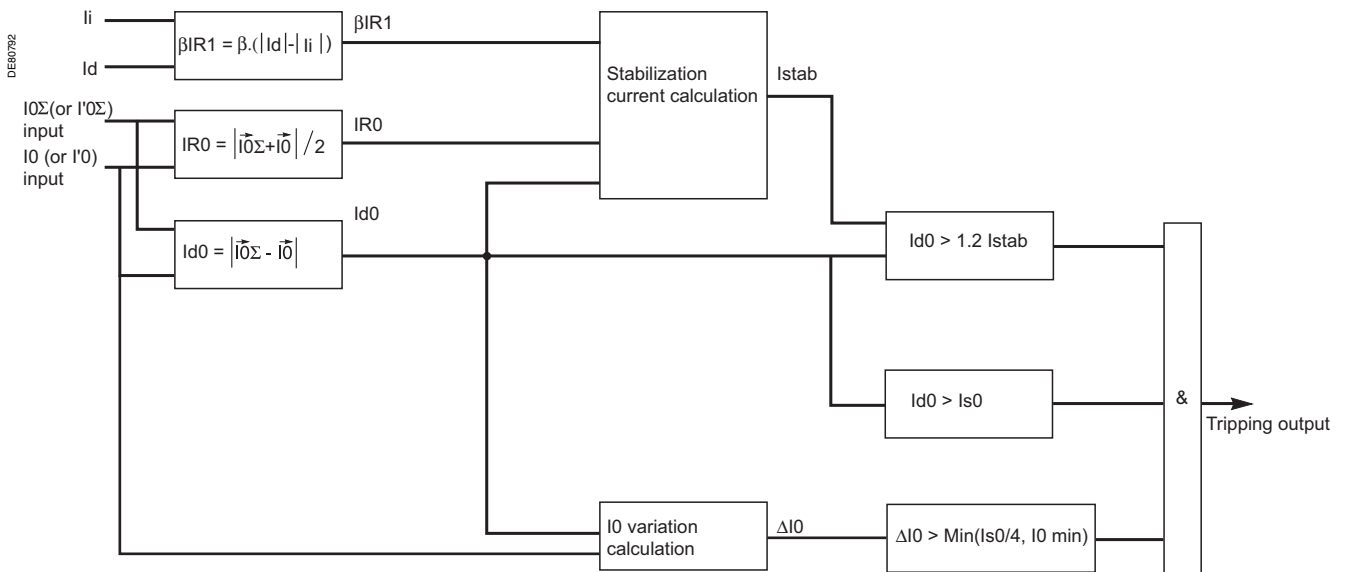 DE80792
Ii
βIR1 = β.(|Id|-|Ii|)
βIR1
Id
Stabilization
current calculation
Istab
I0Σ(or I'0Σ)
input
IR0 = |I0Σ+I0| /2
IR0
I0 (or I'0)
input
Id0
Id0 = |I0Σ - I0|
Id0 > 1.2 Istab
Id0 > Is0
&
Tripping output
I0 variation
calculation
ΔI0
ΔI0 > Min(Is0/4, I0 min)